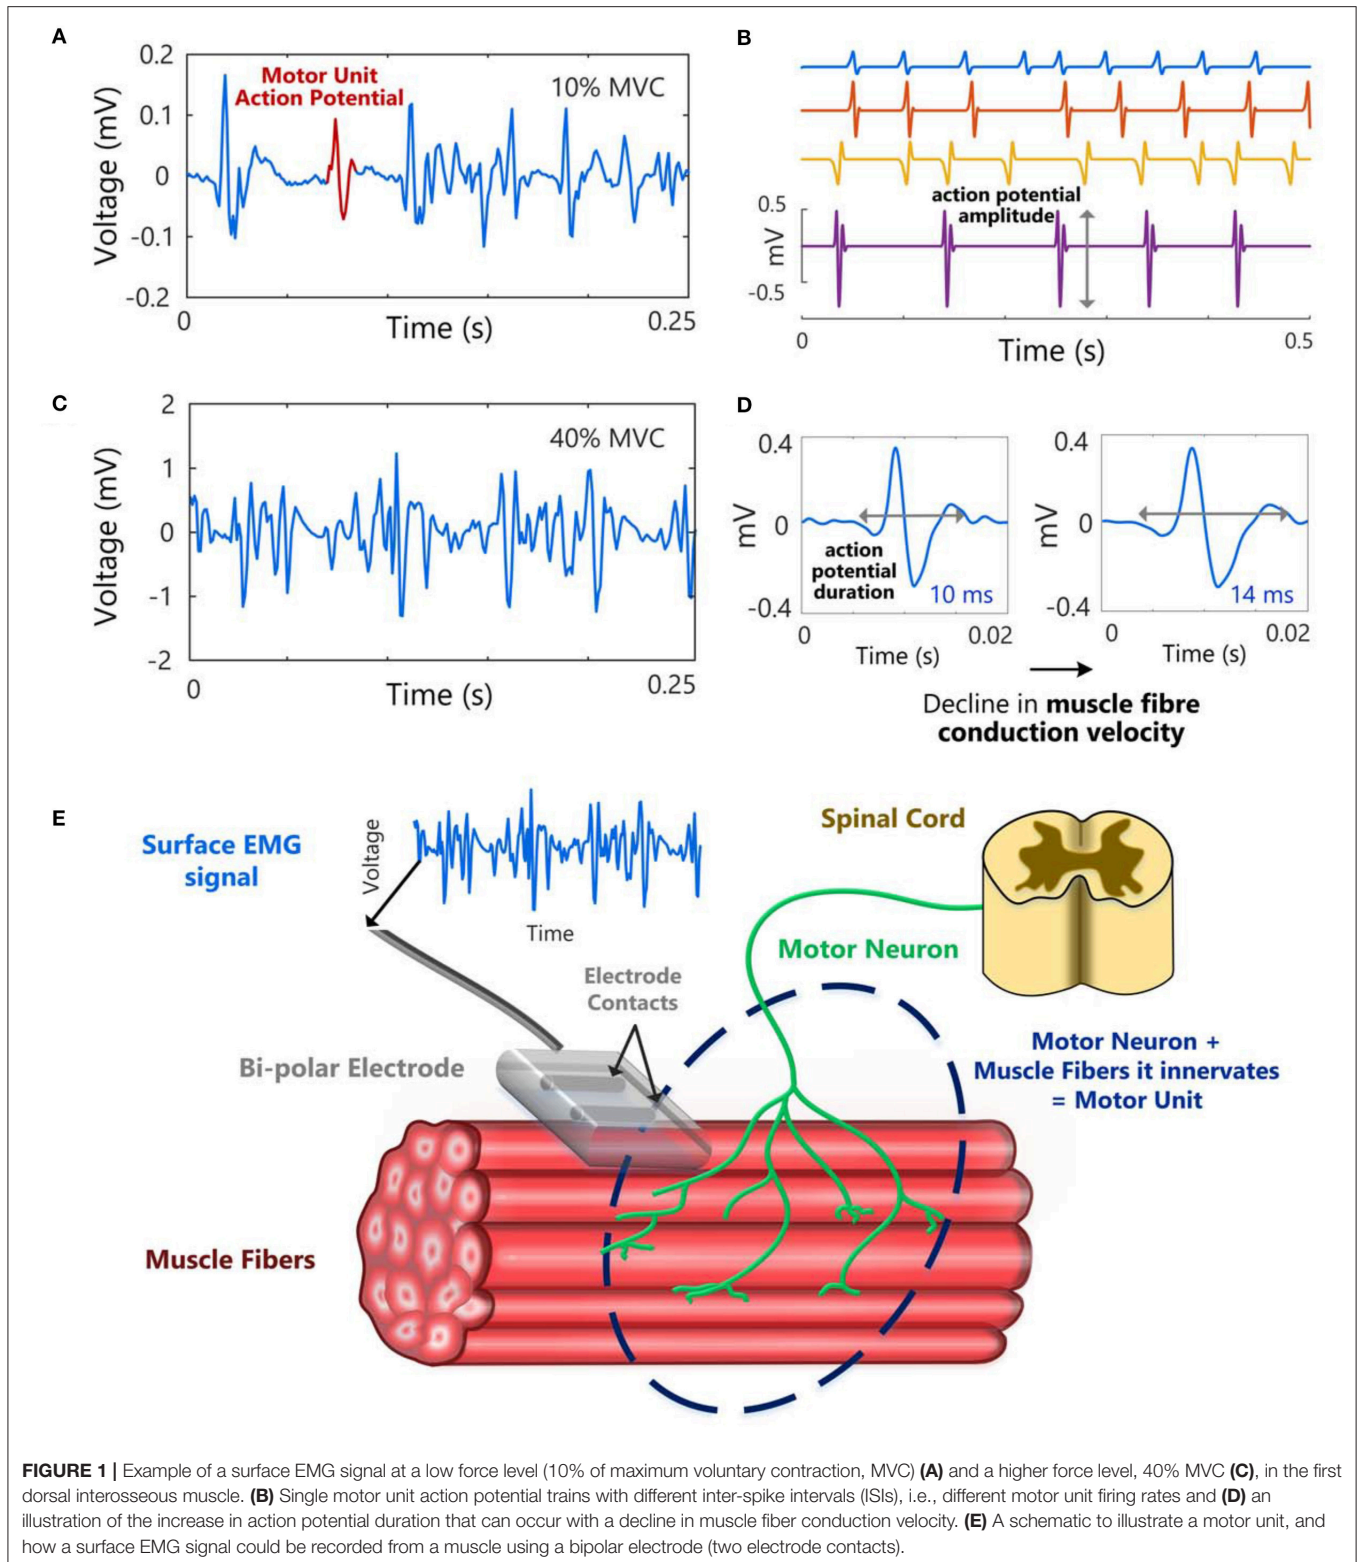 A
0.2
0.1
0
-0.1
-0.2
Voltage (mV)
Motor Unit
Action Potential
10% MVC
0
0.25
Time (s)
B
action potential
amplitude
0.5
mV
-0.5
0
0.5
Time (s)
C
2
1
0
-1
-2
Voltage (mV)
40% MVC
0
0.25
Time (s)
D
0.4
0
-0.4
mV
action
potential
duration
10 ms
0
0.02
Time (s)
0.4
0
-0.4
mV
14 ms
0
0.02
Time (s)
Decline in muscle fibre
conduction velocity
E
Surface EMG
signal
Voltage
Time
Spinal Cord
Motor Neuron
Electrode
Contacts
Bi-polar Electrode
Motor Neuron +
Muscle Fibers it innervates
= Motor Unit
Muscle Fibers
FIGURE 1 | Example of a surface EMG signal at a low force level (10% of maximum voluntary contraction, MVC) (A) and a higher force level, 40% MVC (C), in the first
dorsal interosseous muscle. (B) Single motor unit action potential trains with different inter-spike intervals (ISIs), i.e., different motor unit firing rates and (D) an
illustration of the increase in action potential duration that can occur with a decline in muscle fiber conduction velocity. (E) A schematic to illustrate a motor unit, and
how a surface EMG signal could be recorded from a muscle using a bipolar electrode (two electrode contacts).